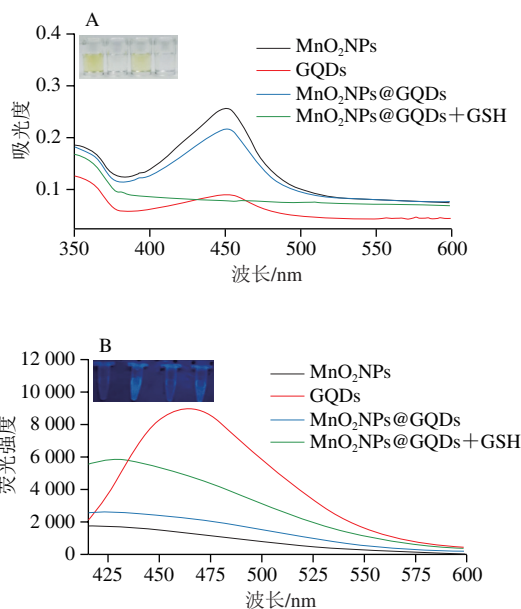 A
0.4
0.3
0.2
0.1
吸光度
MnO₂NPs
GQDs
MnO₂NPs@GQDs
MnO₂NPs@GQDs+GSH
350 400 450 500 550 600
波长/nm
B
12 000
10 000
8 000
6 000
4 000
2 000
0
荧光强度
MnO₂NPs
GQDs
MnO₂NPs@GQDs
MnO₂NPs@GQDs+GSH
425 450 475 500 525 550 575 600
波长/nm